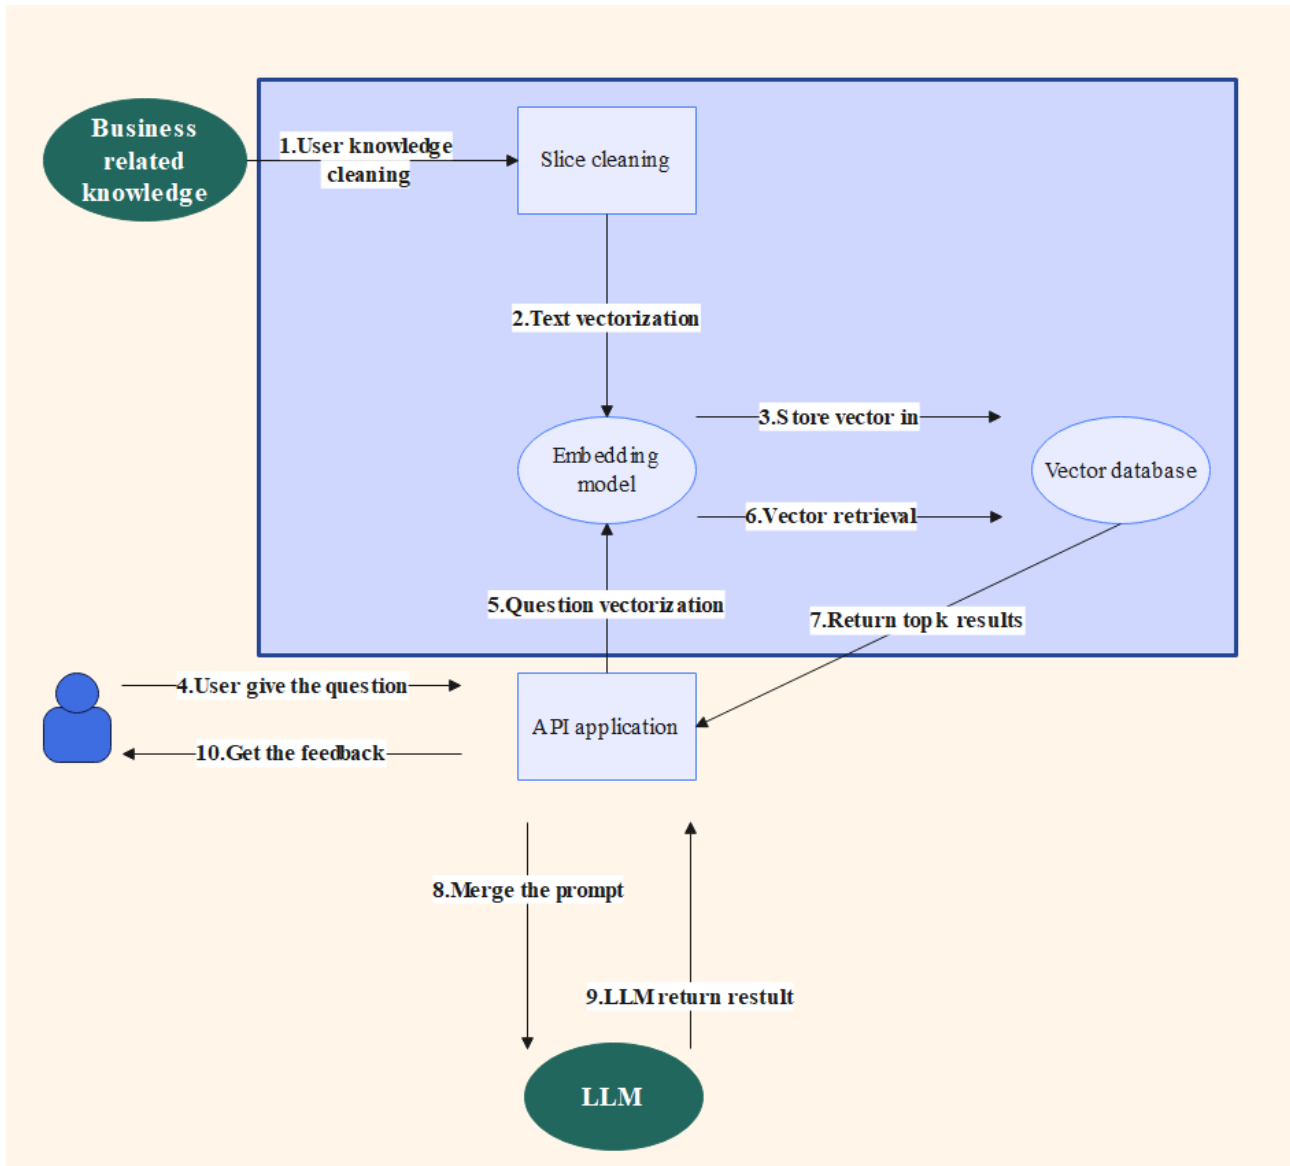 Business
related
knowledge
1.User knowledge
cleaning
Slice cleaning
2.Text vectorization
Embedding
model
3.Store vector in
6.Vector retrieval
Vector database
5.Question vectorization
7.Return top k results
4.User give the question
10.Get the feedback
API application
8.Merge the prompt
9.LLM return restult
LLM